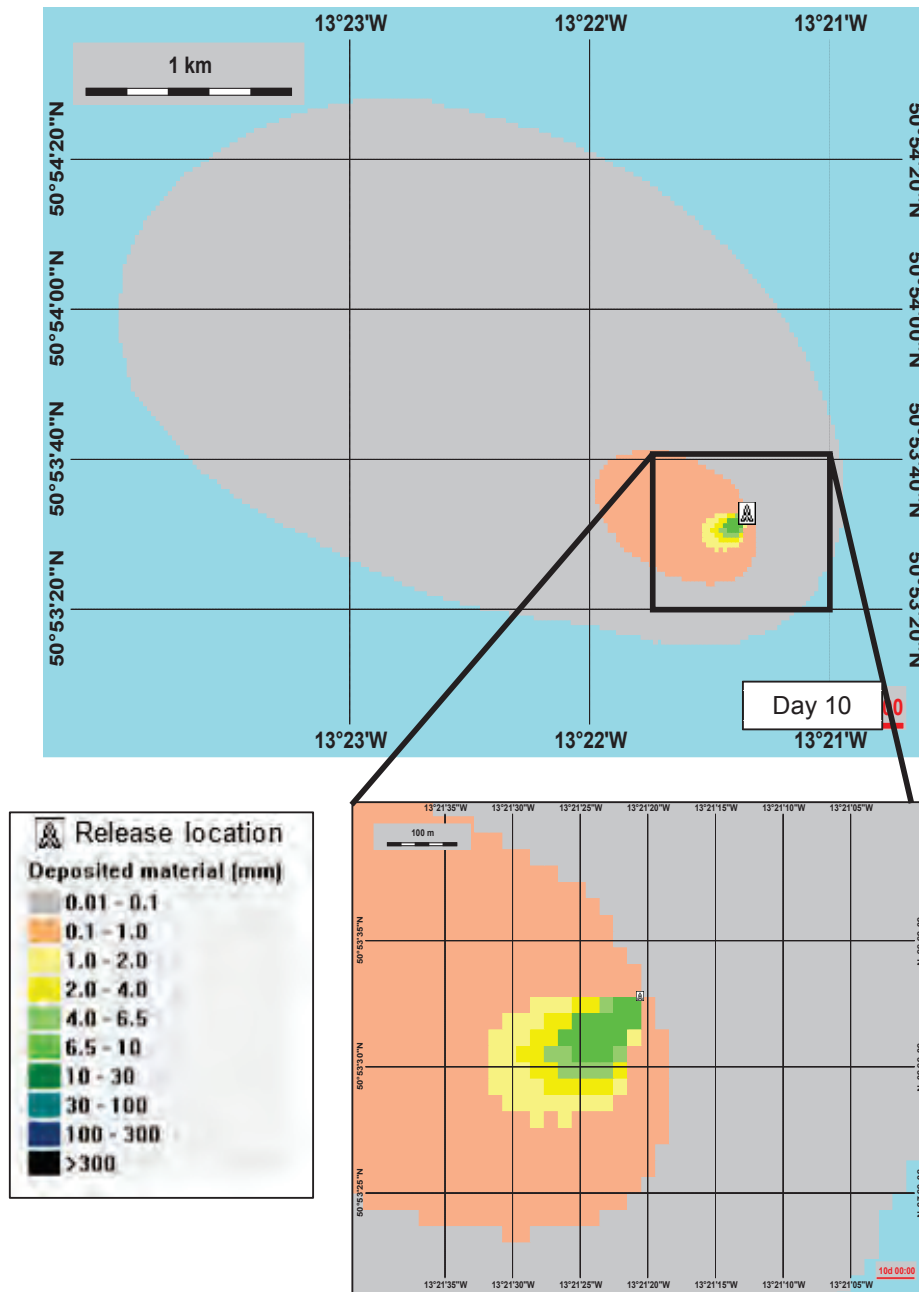 13°23'W 13°22'W 13°21'W
1 km
50°54'20"N 50°54'20"N
50°54'00"N 50°54'00"N
50°53'40"N 50°53'40"N
50°53'20"N 50°53'20"N
Day 10 00
13°23'W 13°22'W 13°21'W
Release location
Deposited material (mm)
0.01 - 0.1
0.1 - 1.0
1.0 - 2.0
2.0 - 4.0
4.0 - 6.5
6.5 - 10
10 - 30
30 - 100
100 - 300
>300
13°21'35"W 13°21'30"W 13°21'25"W 13°21'20"W 13°21'15"W 13°21'10"W 13°21'05"W
100 m
50°53'35"N
50°53'30"N
50°53'25"N
10d 00:00
13°21'35"W 13°21'30"W 13°21'25"W 13°21'20"W 13°21'15"W 13°21'10"W 13°21'05"W